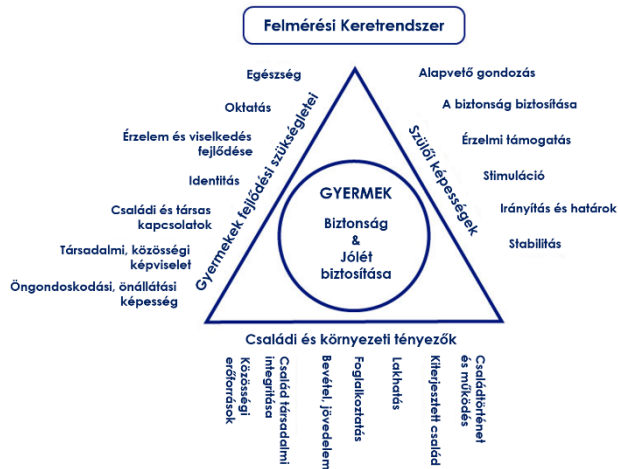 Felmérési Keretrendszer
Egészség
Oktatás
Érzelem és viselkedés
fejlődése
Identitás
Családi és társas
kapcsolatok
Társadalmi, közösségi
képviselet
Öngondoskodási, önállátási
képesség
Gyermekek fejlődési szükségletei
GYERMEK
Biztonság
&
Jólét
biztosítása
Szülői képességek
Alapvető gondozás
A biztonság biztosítása
Érzelmi támogatás
Stimuláció
Irányítás és határok
Stabilitás
Családi és környezeti tényezők
Közösségi
erőforrások
Család társadalmi
integritása
Bevétel, jövedelem
Foglalkoztatás
Lakhatás
Kiterjesztett család
Családtörténet
és működés